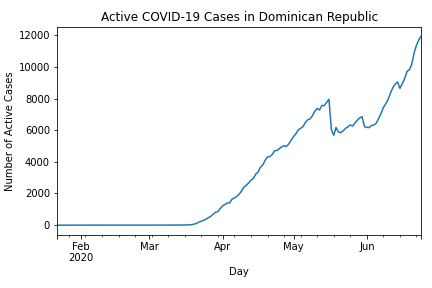 Active COVID-19 Cases in Dominican Republic
Number of Active Cases
12000
10000
8000
6000
4000
2000
0
Feb Mar Apr May Jun
2020
Day